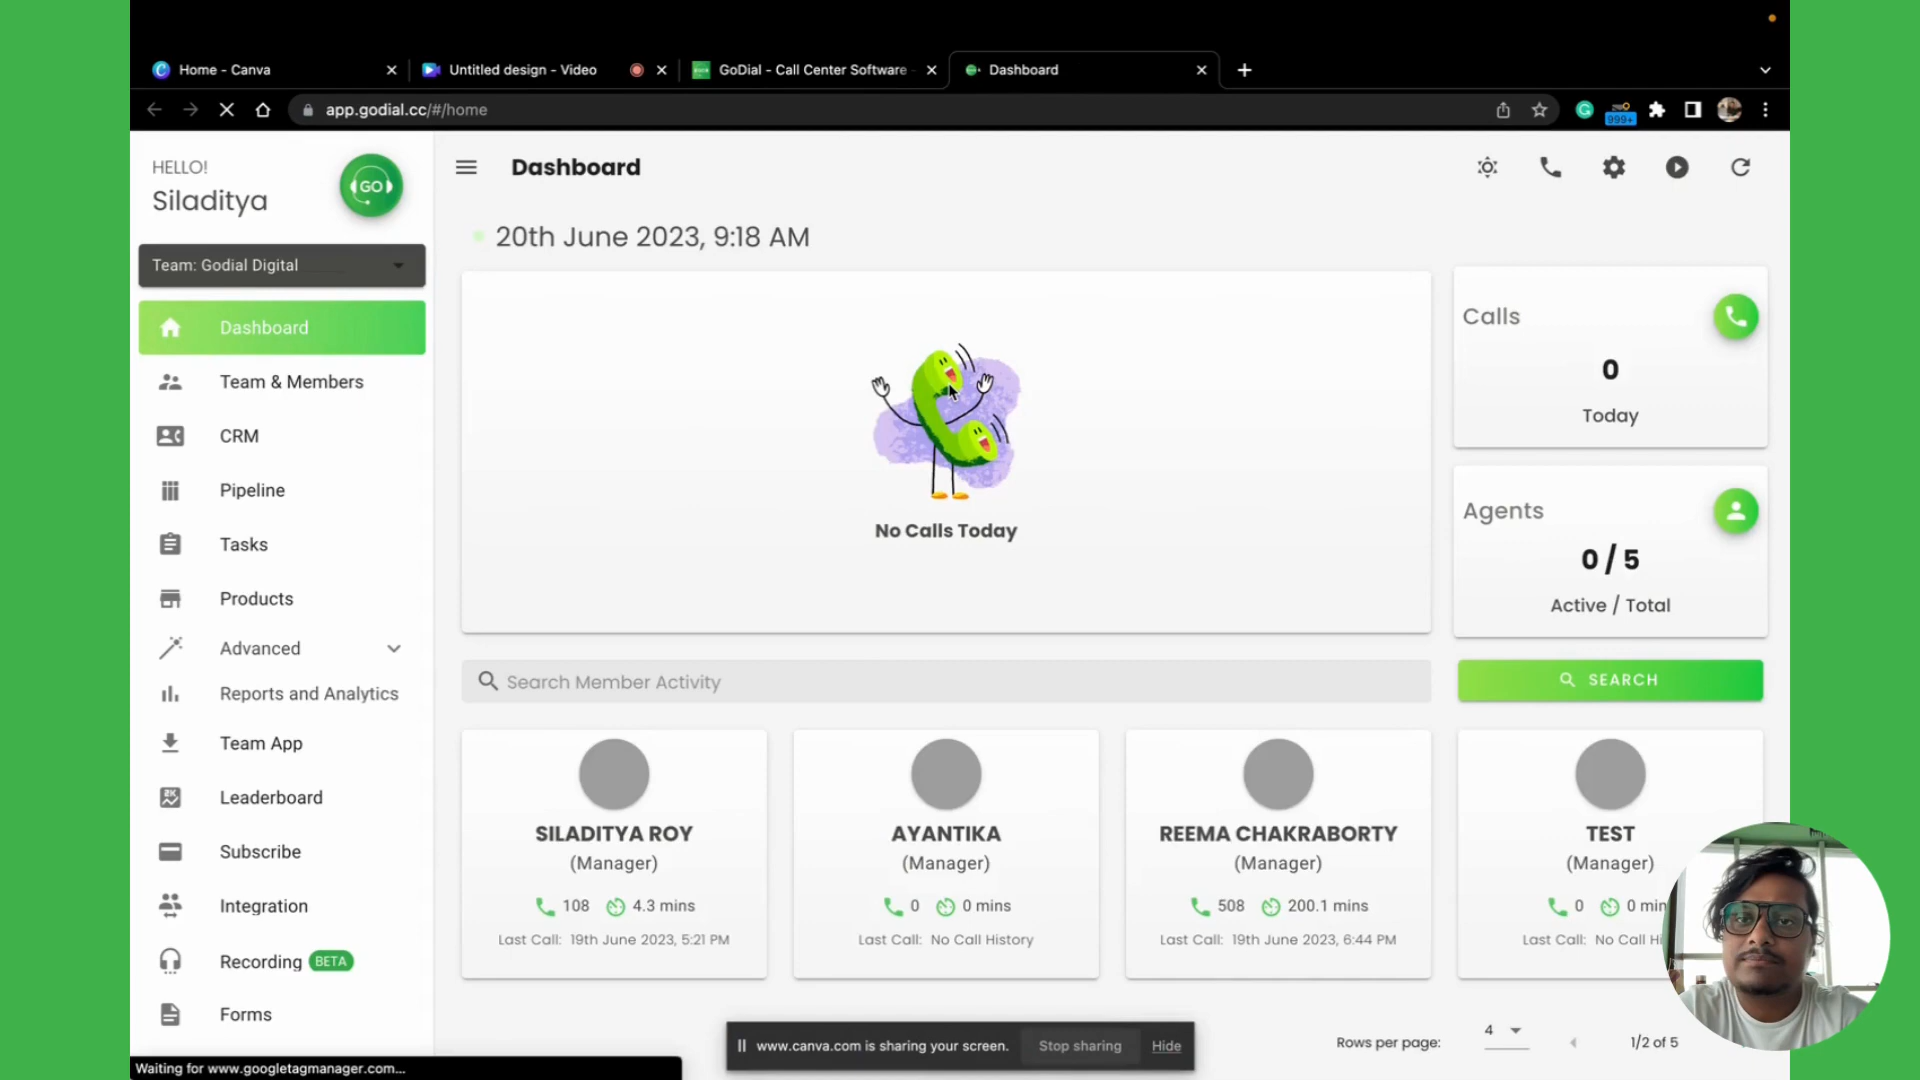 Home - Canva
Untitled design - Video
GoDial - Call Center Software
Dashboard
app.godial.cc/#/home
999+
HELLO!
Siladitya
GO
Team: Godial Digital
Dashboard
Team & Members
CRM
Pipeline
Tasks
Products
Advanced
Reports and Analytics
Team App
Leaderboard
Subscribe
Integration
Recording BETA
Forms
Waiting for www.googletagmanager.com...
Dashboard
20th June 2023, 9:18 AM
No Calls Today
Calls
0
Today
Agents
0 / 5
Active / Total
Search Member Activity
SEARCH
SILADITYA ROY
(Manager)
108 4.3 mins
Last Call: 19th June 2023, 5:21 PM
AYANTIKA
(Manager)
0 0 mins
Last Call: No Call History
REEMA CHAKRABORTY
(Manager)
508 200.1 mins
Last Call: 19th June 2023, 6:44 PM
TEST
(Manager)
0 0 min
Last Call: No Call Hi
www.canva.com is sharing your screen. Stop sharing Hide
Rows per page: 4 1/2 of 5